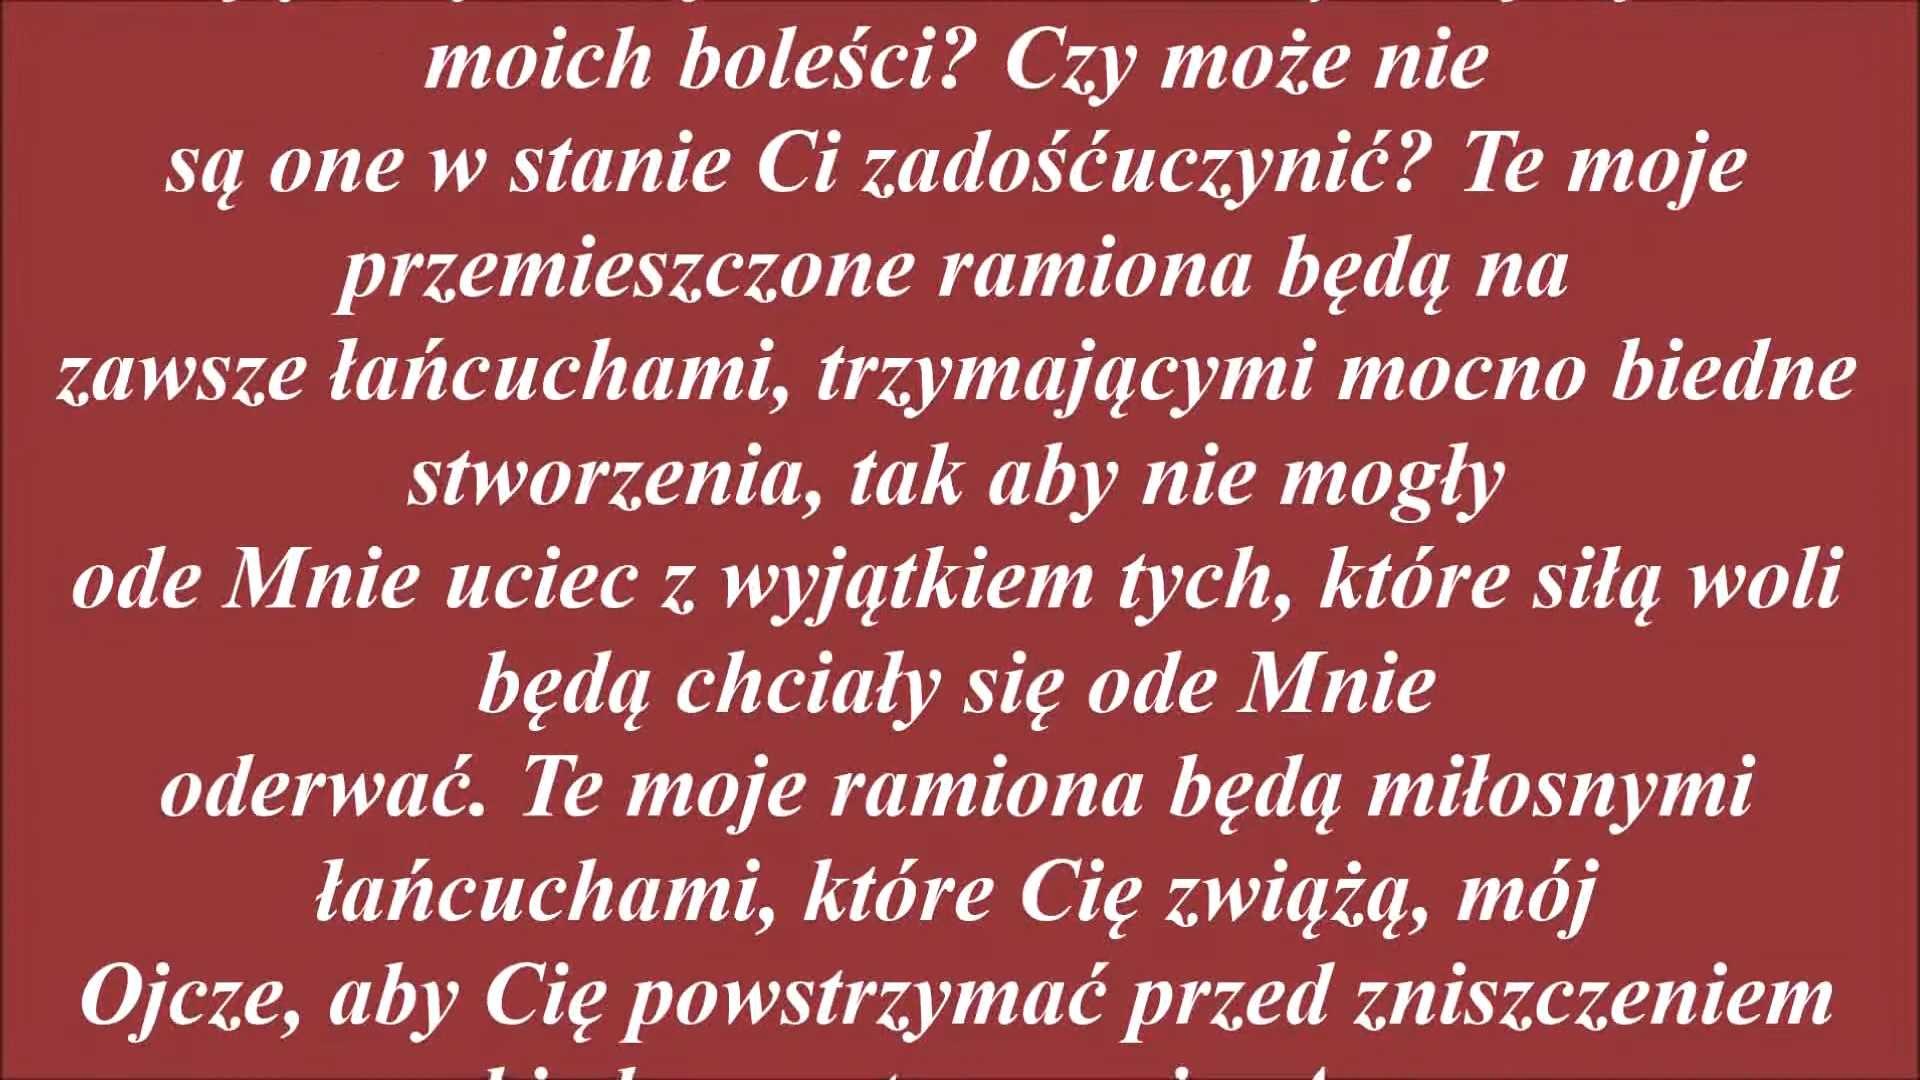 moich boleści? Czy może nie
są one w stanie Ci zadośćuczynić? Te moje
przemieszczone ramiona będą na
zawsze łańcuchami, trzymającymi mocno biedne
stworzenia, tak aby nie mogły
ode Mnie uciec z wyjątkiem tych, które siłą woli
będą chciały się ode Mnie
oderwać. Te moje ramiona będą miłosnymi
łańcuchami, które Cię zwiążą, mój
Ojcze, aby Cię powstrzymać przed zniszczeniem